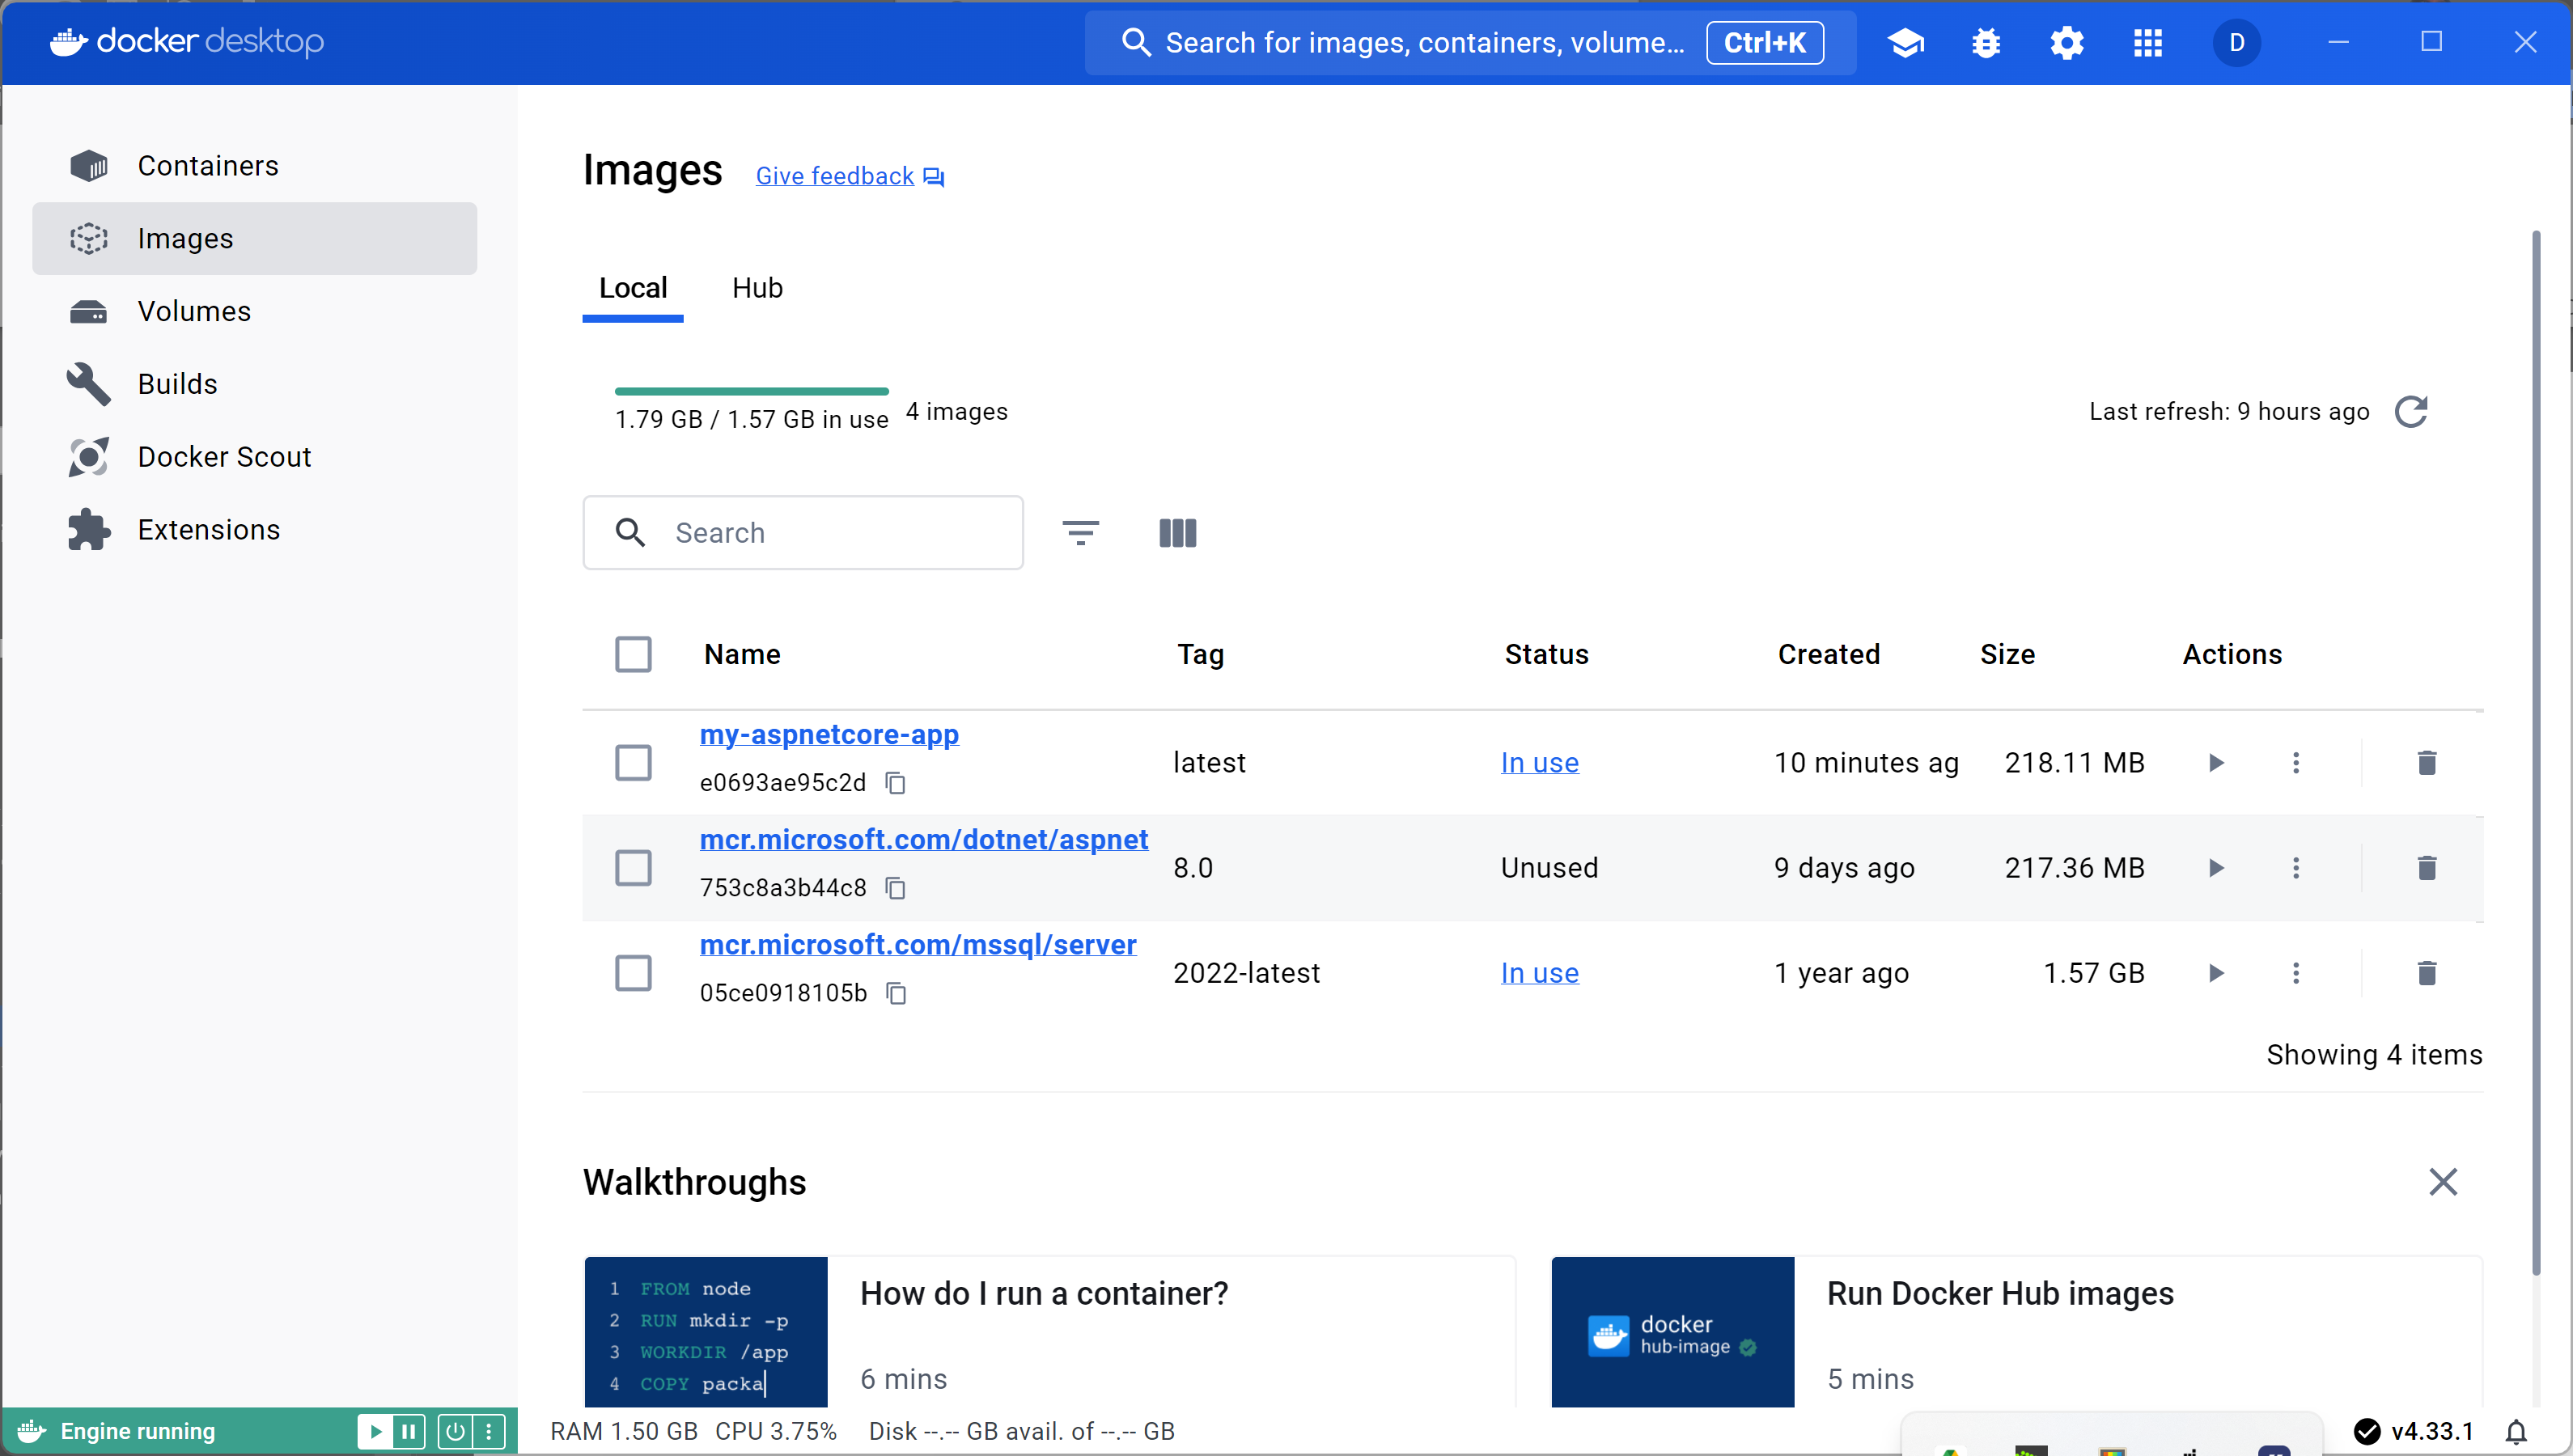 docker desktop
Search for images, containers, volume... Ctrl+K
D
Containers
Images
Volumes
Builds
Docker Scout
Extensions
Images Give feedback
Local Hub
1.79 GB / 1.57 GB in use 4 images
Last refresh: 9 hours ago
Search
Name Tag Status Created Size Actions
my-aspnetcore-app
e0693ae95c2d
latest In use 10 minutes ag 218.11 MB
mcr.microsoft.com/dotnet/aspnet
753c8a3b44c8
8.0 Unused 9 days ago 217.36 MB
mcr.microsoft.com/mssql/server
05ce0918105b
2022-latest In use 1 year ago 1.57 GB
Showing 4 items
Walkthroughs
1 FROM node
2 RUN mkdir -p
3 WORKDIR /app
4 COPY packa
How do I run a container?
6 mins
docker
hub-image
Run Docker Hub images
5 mins
Engine running
RAM 1.50 GB CPU 3.75% Disk --.-- GB avail. of --.-- GB
v4.33.1